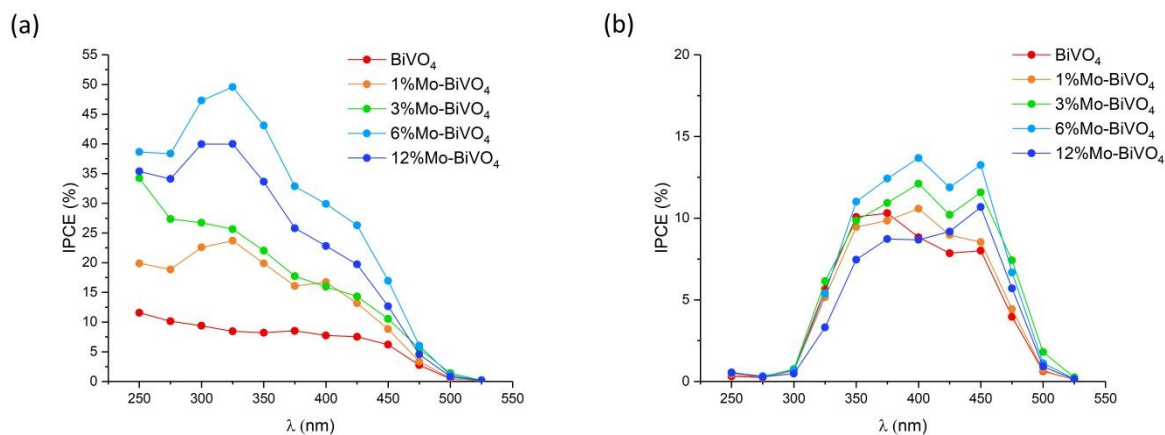 (a)
55
50
45
40
35
30
25
20
15
10
5
0
IPCE (%)
250 300 350 400 450 500 550
λ (nm)
BiVO₄
1%Mo-BiVO₄
3%Mo-BiVO₄
6%Mo-BiVO₄
12%Mo-BiVO₄
(b)
20
15
10
5
0
IPCE (%)
250 300 350 400 450 500 550
λ (nm)
BiVO₄
1%Mo-BiVO₄
3%Mo-BiVO₄
6%Mo-BiVO₄
12%Mo-BiVO₄